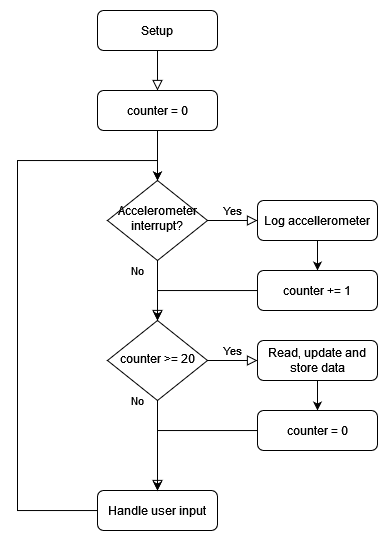 Setup
counter = 0
Accelerometer
interrupt?
Yes
Log accellerometer
No
counter += 1
counter >= 20
Yes
Read, update and
store data
No
counter = 0
Handle user input